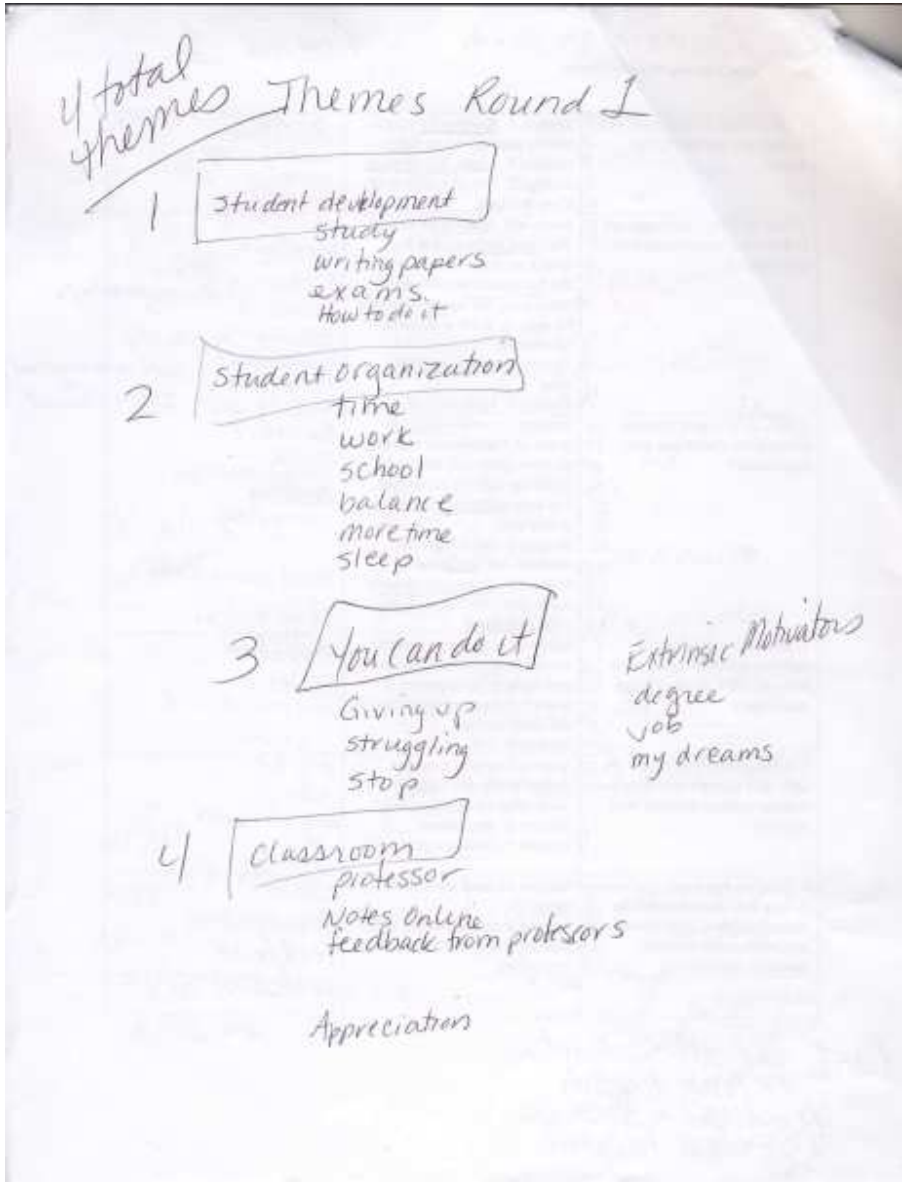 4 total
themes
Themes Round 1
1 Student development
study
writing papers
exams.
How to do it
2 Student Organization
time
work
school
balance
more time
sleep
3 You can do it
Giving up
struggling
stop
Extrinsic Motivators
degree
job
my dreams
4 Classroom
professor
Notes Online
feedback from professors
Appreciation